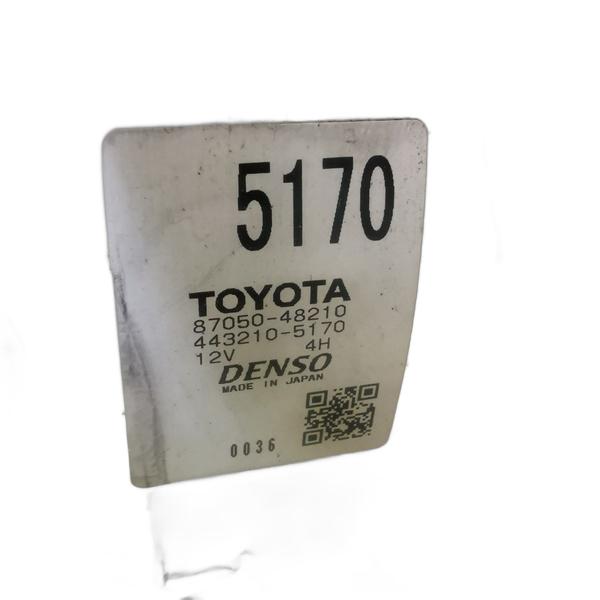 5170
TOYOTA
87050-48210
443210-5170
12V 4H
DENSO
MADE IN JAPAN
0036